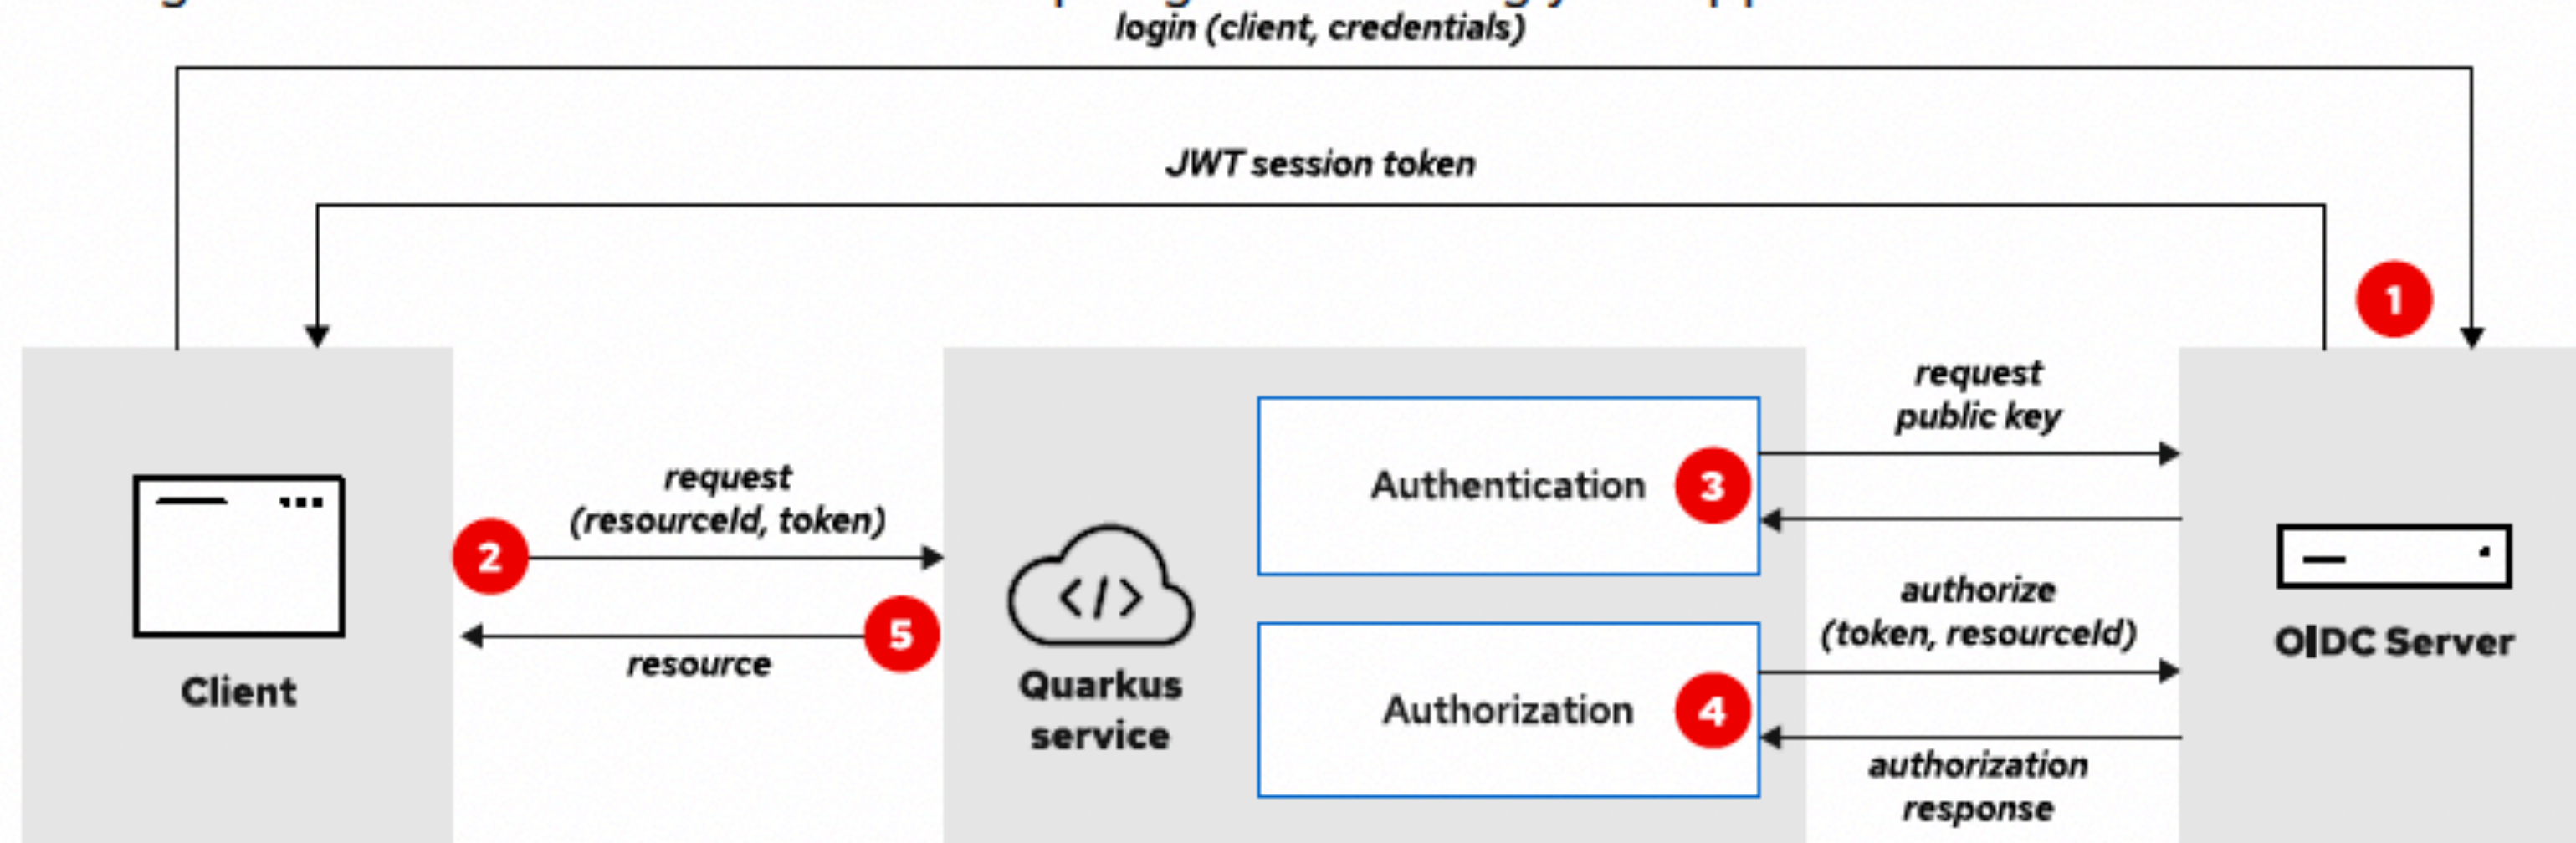 login (client, credentials)
JWT session token
1
request
public key
request
(resourceId, token)
Authentication
3
2
authorize
(token, resourceId)
5
resource
OIDC Server
Client
Quarkus
service
Authorization
4
authorization
response